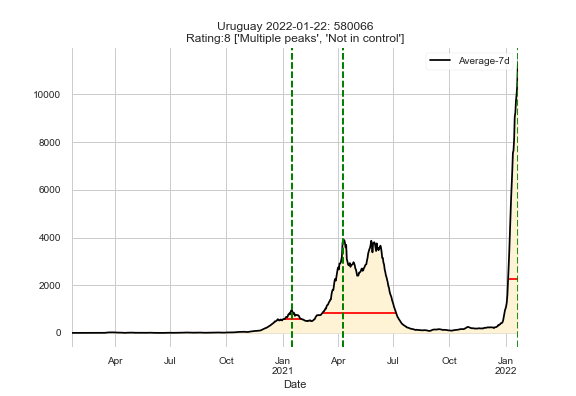 Uruguay 2022-01-22: 580066
Rating:8 ['Multiple peaks', 'Not in control']
Average-7d
10000
8000
6000
4000
2000
0
Apr
Jul
Oct
Jan
2021
Apr
Jul
Oct
Jan
2022
Date